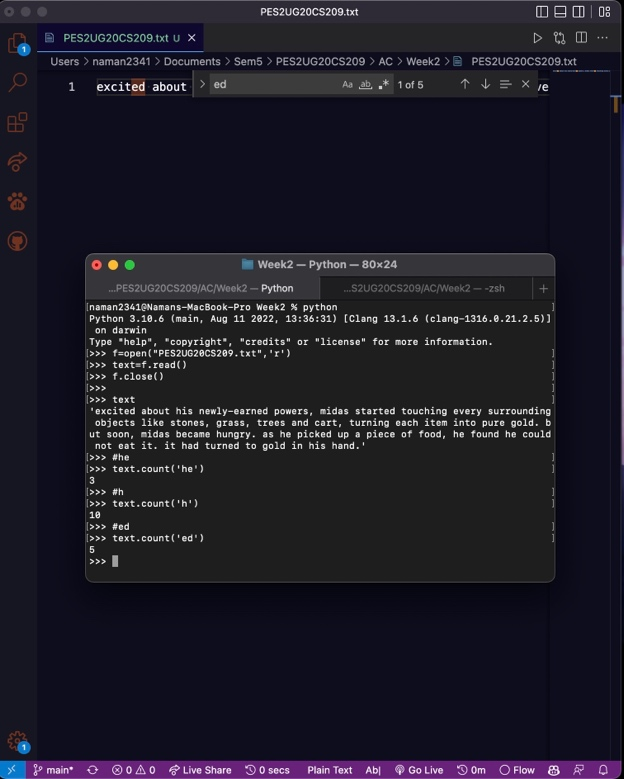 PES2UG20CS209.txt
PES2UG20CS209.txt U ×
Users > naman2341 > Documents > Sem5 > PES2UG20CS209 > AC > Week2 > PES2UG20CS209.txt
1 excited about
> ed Aa ab .* 1 of 5
ve
1
Week2 — Python — 80×24
...PES2UG20CS209/AC/Week2 — Python
...S2UG20CS209/AC/Week2 — -zsh
+
[naman2341@Namans-MacBook-Pro Week2 % python ]
Python 3.10.6 (main, Aug 11 2022, 13:36:31) [Clang 13.1.6 (clang-1316.0.21.2.5)]
on darwin
Type "help", "copyright", "credits" or "license" for more information.
[>>> f=open("PES2UG20CS209.txt",'r') ]
[>>> text=f.read() ]
[>>> f.close() ]
[>>> ]
[>>> text ]
'excited about his newly-earned powers, midas started touching every surrounding
objects like stones, grass, trees and cart, turning each item into pure gold. b
ut soon, midas became hungry. as he picked up a piece of food, he found he could
not eat it. it had turned to gold in his hand.'
[>>> #he ]
[>>> text.count('he') ]
3
[>>> #h ]
[>>> text.count('h') ]
10
[>>> #ed ]
[>>> text.count('ed') ]
5
>>>
1
main* 0 0 Live Share 0 secs Plain Text Ab| Go Live 0m Flow